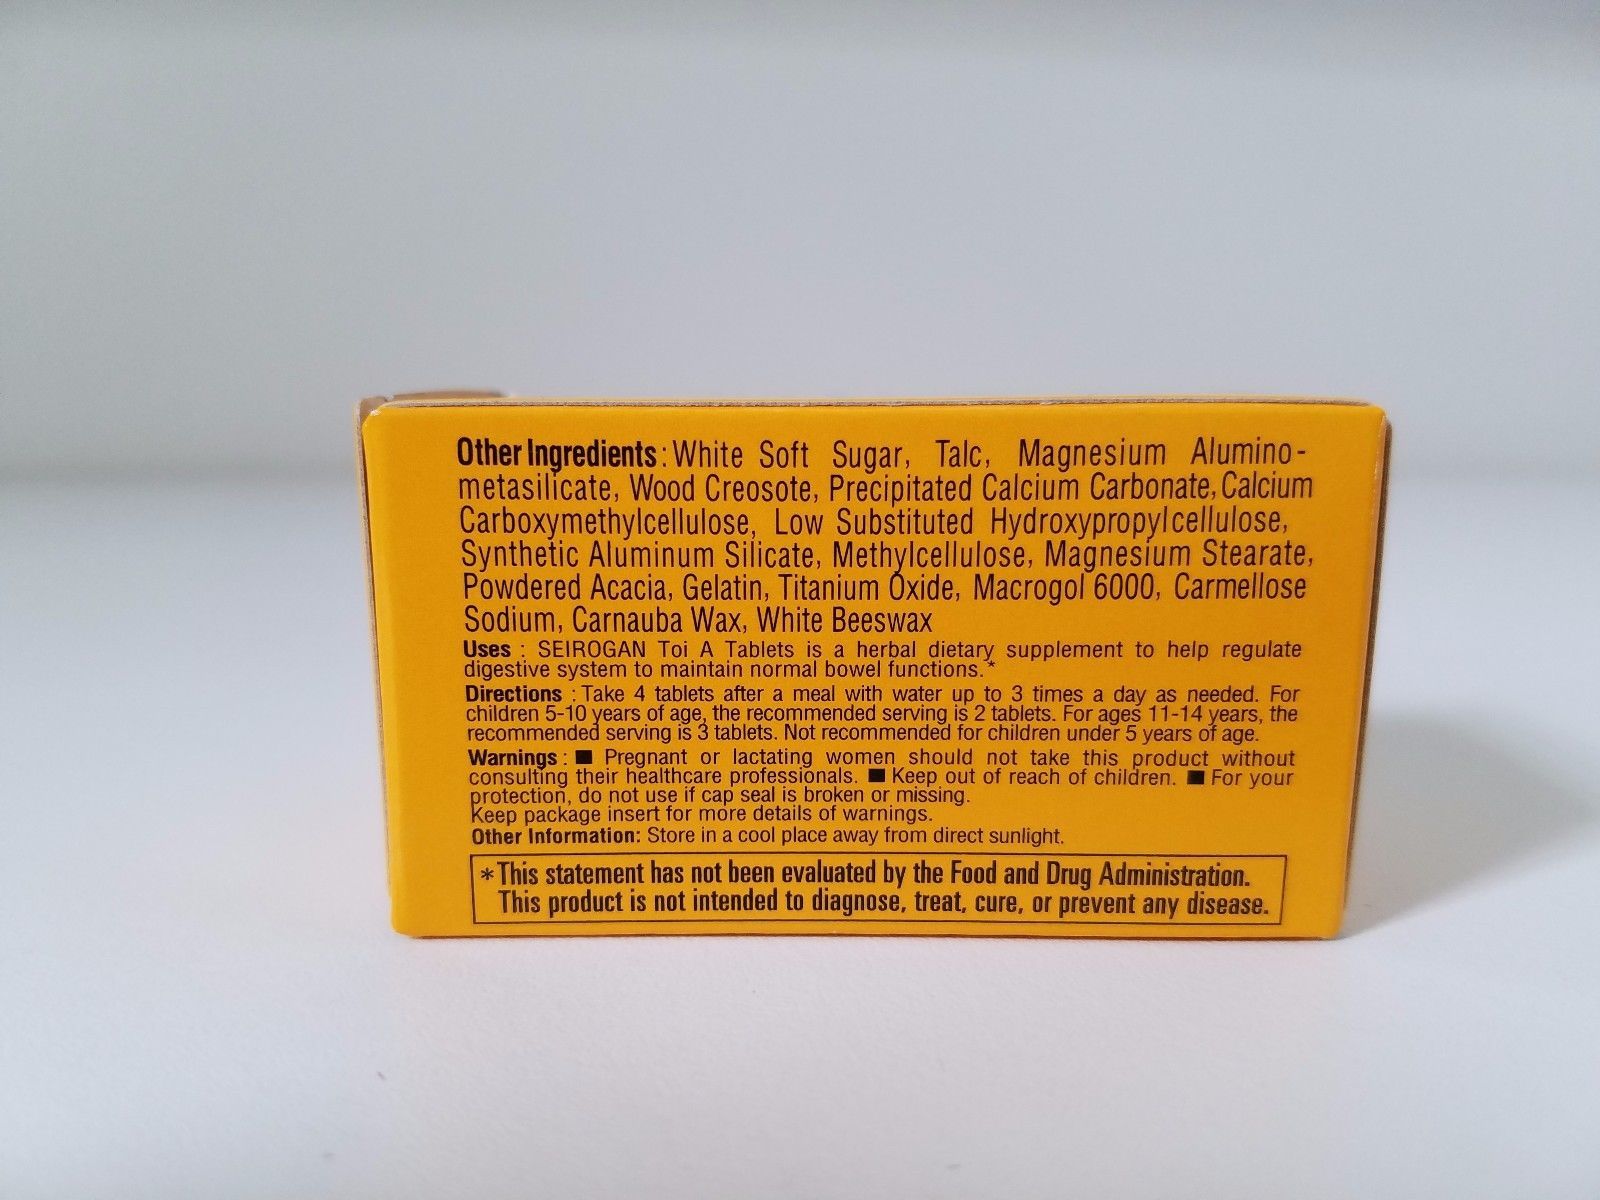 Other Ingredients : White Soft Sugar, Talc, Magnesium Alumino-
metasilicate, Wood Creosote, Precipitated Calcium Carbonate, Calcium
Carboxymethylcellulose, Low Substituted Hydroxypropylcellulose,
Synthetic Aluminum Silicate, Methylcellulose, Magnesium Stearate,
Powdered Acacia, Gelatin, Titanium Oxide, Macrogol 6000, Carmellose
Sodium, Carnauba Wax, White Beeswax
Uses : SEIROGAN Toi A Tablets is a herbal dietary supplement to help regulate
digestive system to maintain normal bowel functions.*
Directions : Take 4 tablets after a meal with water up to 3 times a day as needed. For
children 5-10 years of age, the recommended serving is 2 tablets. For ages 11-14 years, the
recommended serving is 3 tablets. Not recommended for children under 5 years of age.
Warnings : ■ Pregnant or lactating women should not take this product without
consulting their healthcare professionals. ■ Keep out of reach of children. ■ For your
protection, do not use if cap seal is broken or missing.
Keep package insert for more details of warnings.
Other Information: Store in a cool place away from direct sunlight.
* This statement has not been evaluated by the Food and Drug Administration.
This product is not intended to diagnose, treat, cure, or prevent any disease.